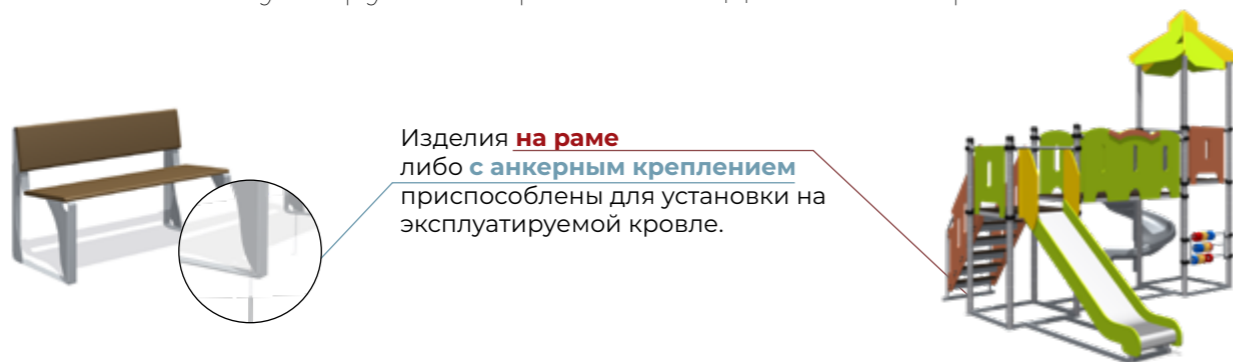 Изделия на раме
либо с анкерным креплением
приспособлены для установки на
эксплуатируемой кровле.